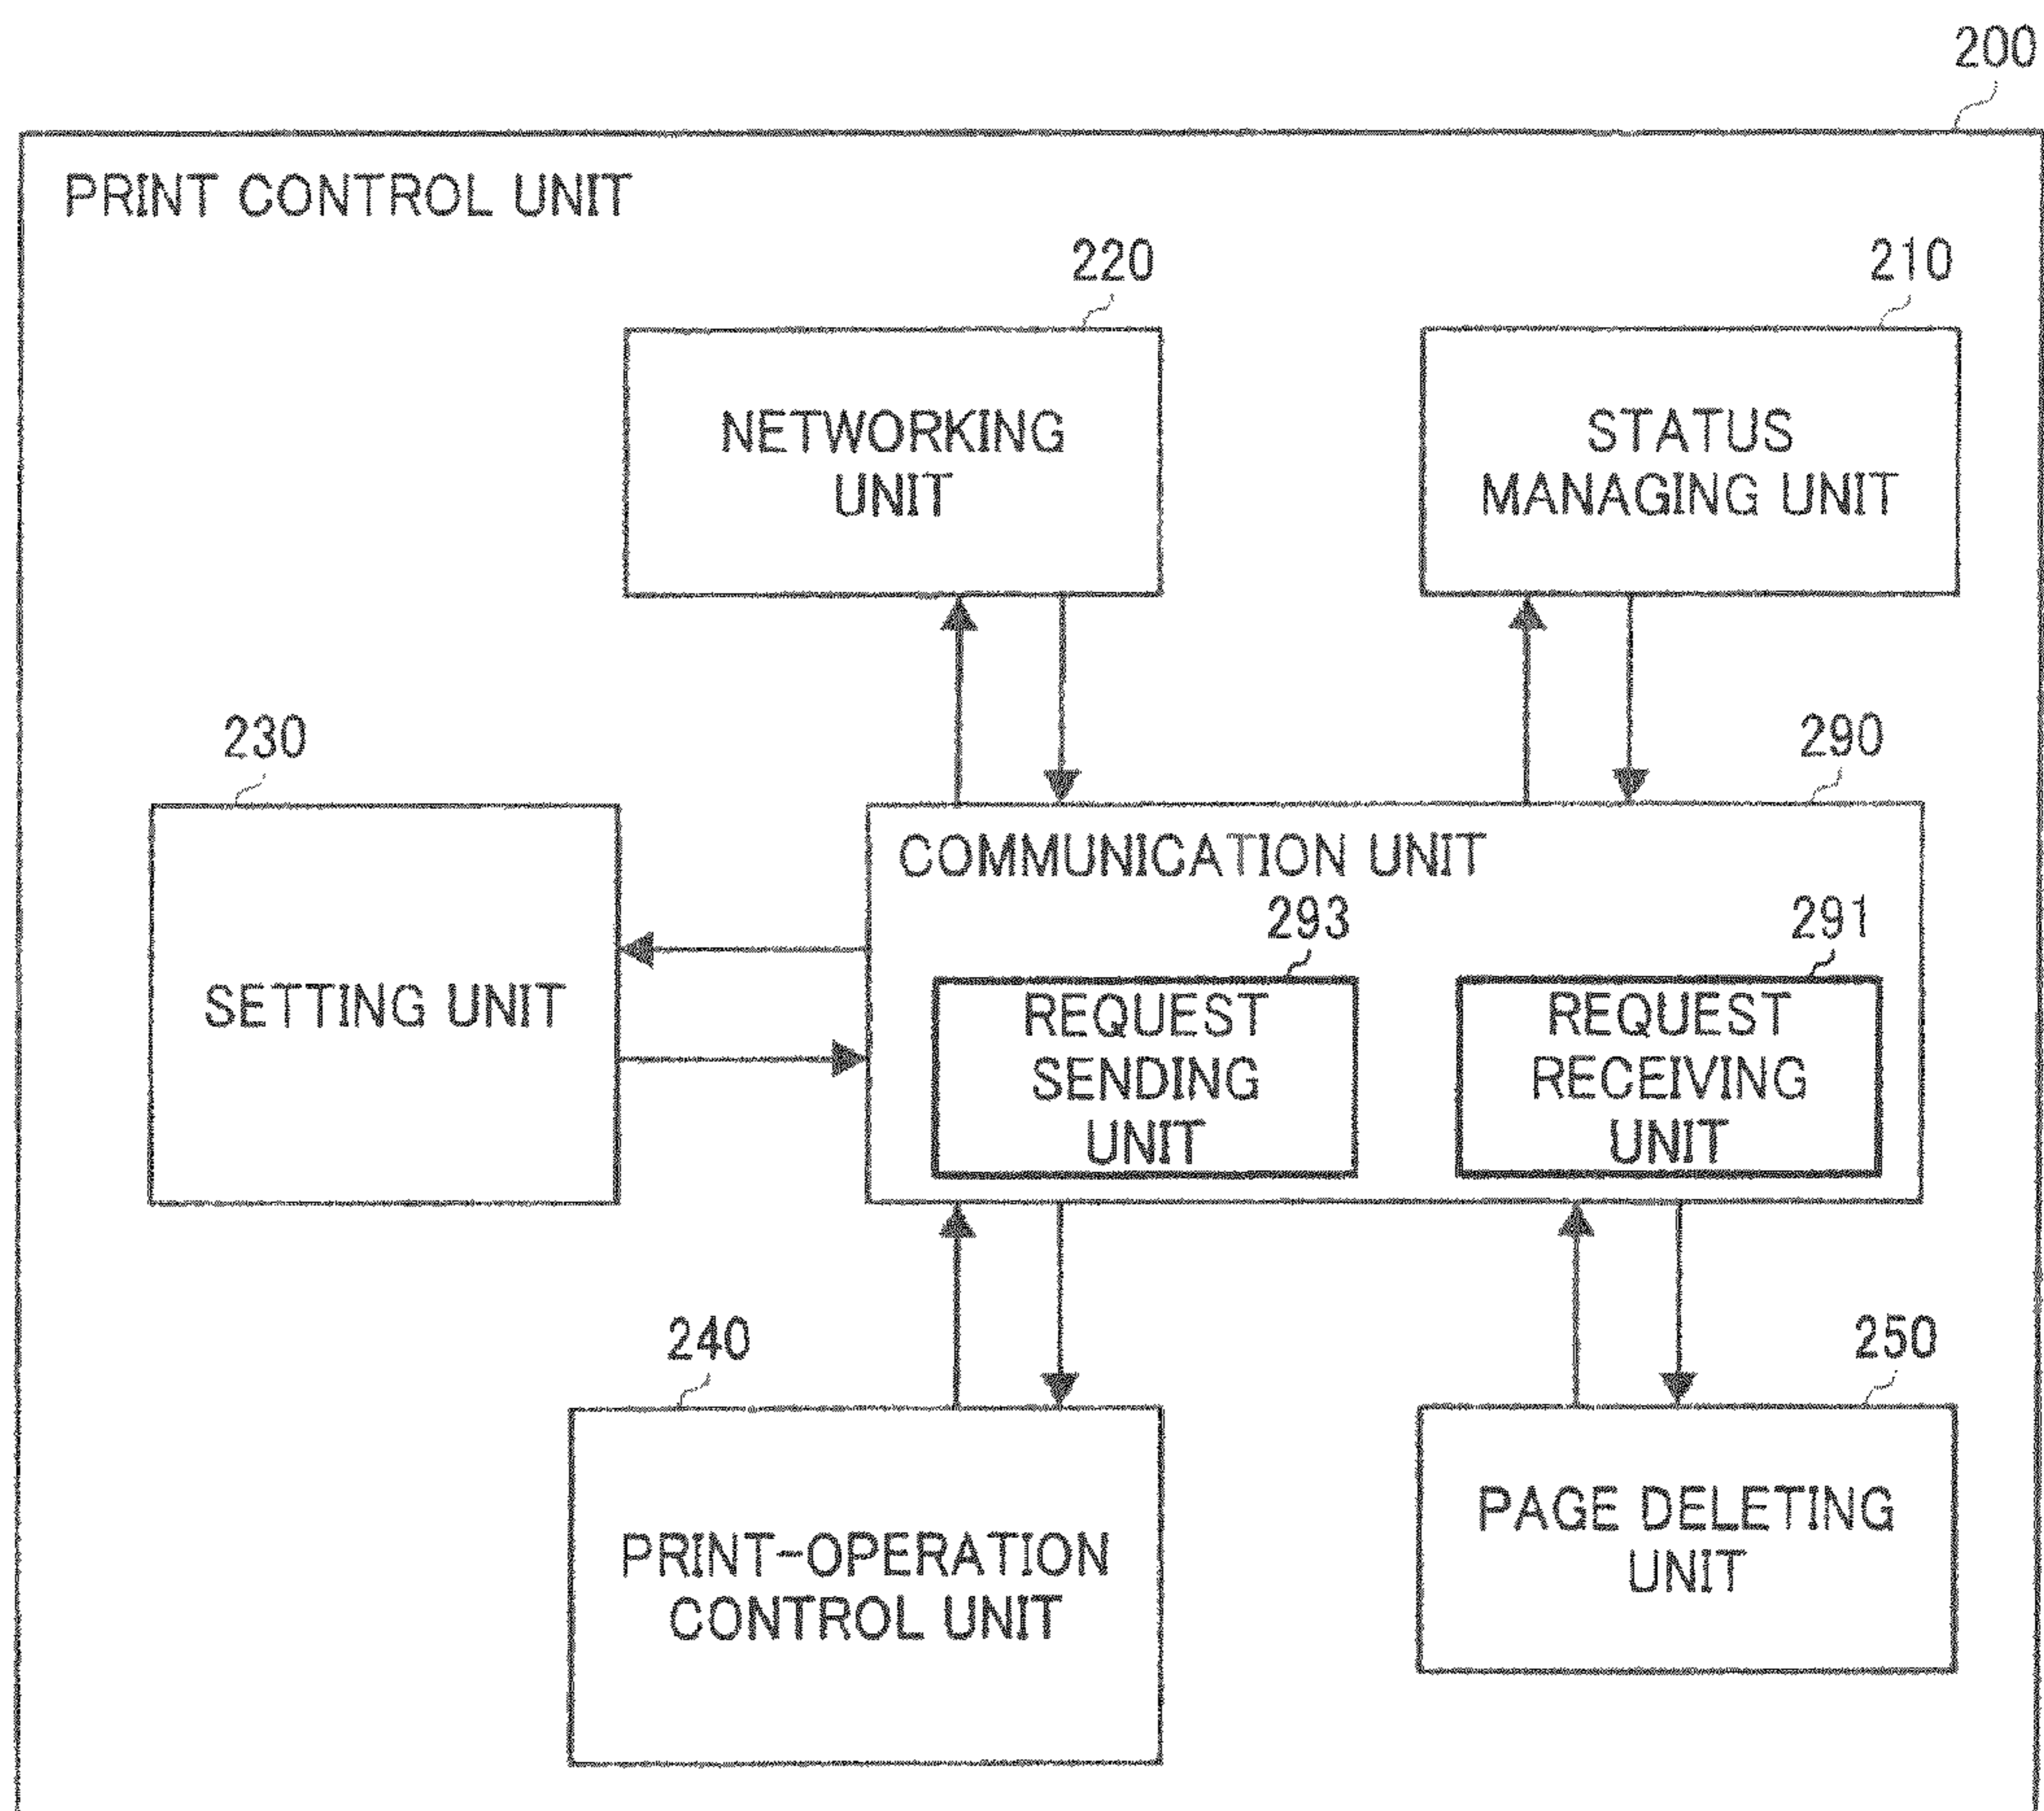 200
PRINT CONTROL UNIT
220
210
NETWORKING
UNIT
STATUS
MANAGING UNIT
230
290
SETTING UNIT
COMMUNICATION UNIT
293
291
REQUEST
SENDING
UNIT
REQUEST
RECEIVING
UNIT
240
250
PRINT-OPERATION
CONTROL UNIT
PAGE DELETING
UNIT